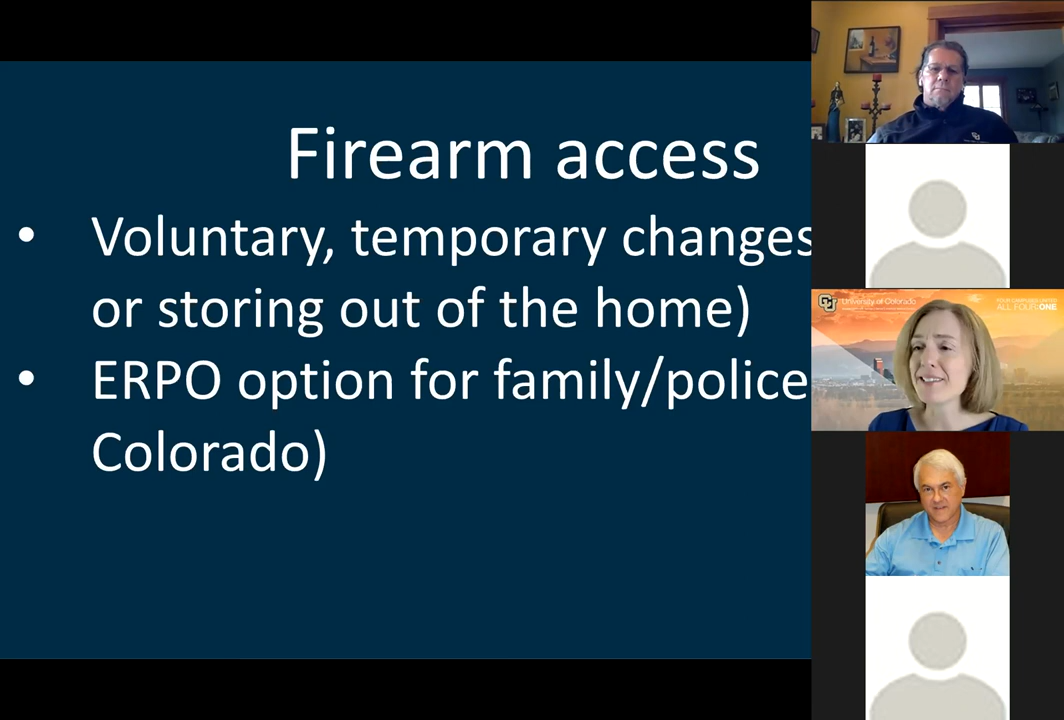 Firearm access
• Voluntary, temporary changes
or storing out of the home)
• ERPO option for family/police
Colorado)
CU
University of Colorado
ALL FOUR:ONE